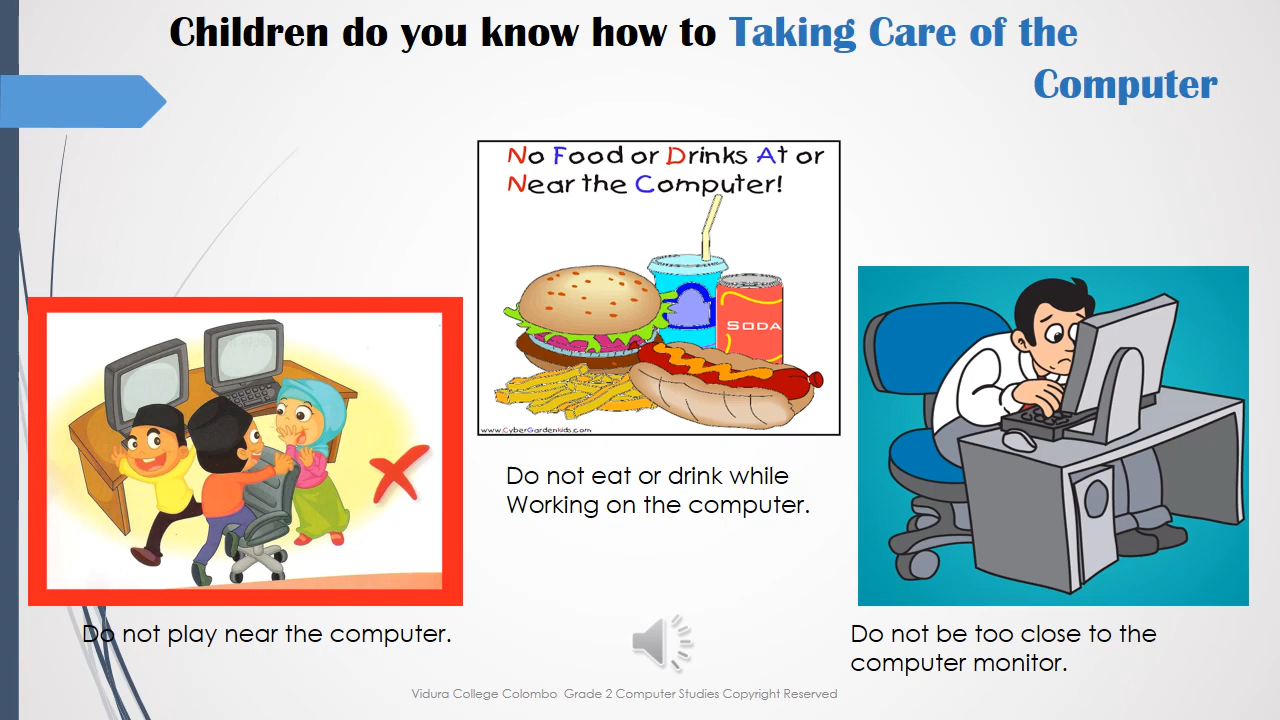 Children do you know how to Taking Care of the
Computer
No Food or Drinks At or
Near the Computer!
SODA
www.CyberGardenKids.com
Do not eat or drink while
Working on the computer.
Do not play near the computer.
Do not be too close to the
computer monitor.
Vidura College Colombo Grade 2 Computer Studies Copyright Reserved